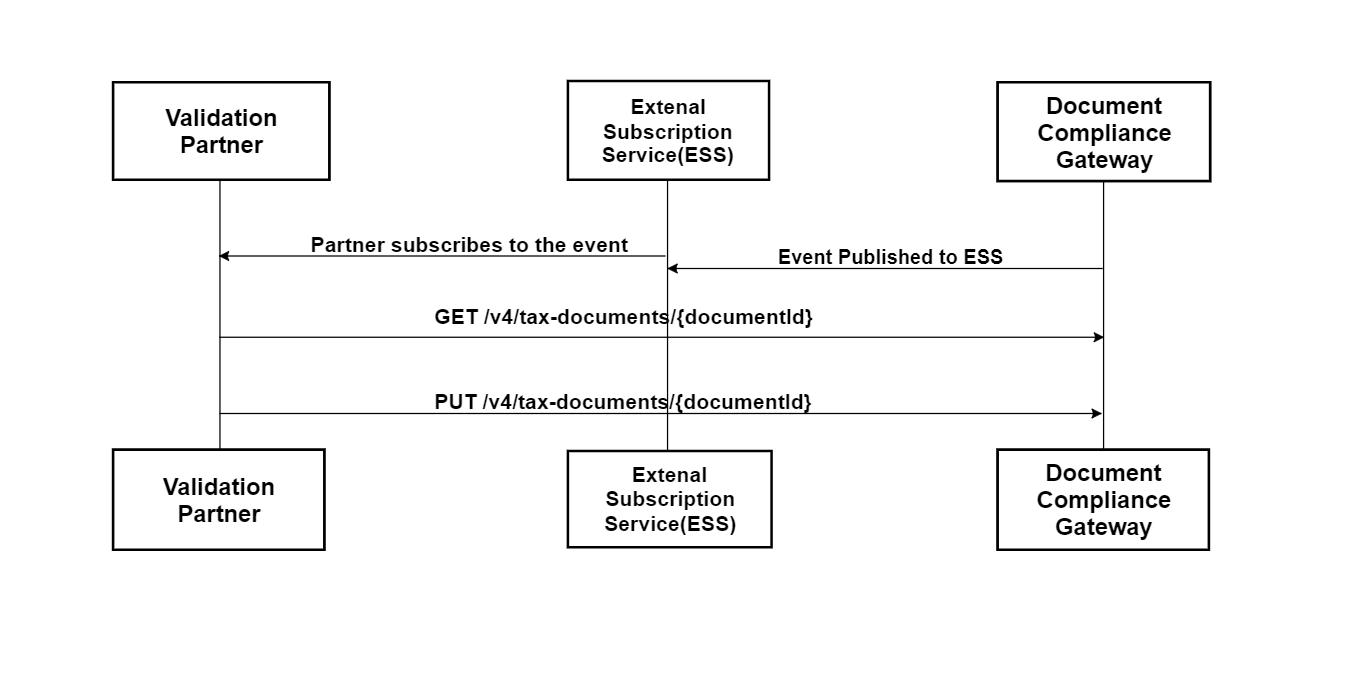 Validation
Partner
Extenal
Subscription
Service(ESS)
Document
Compliance
Gateway
Partner subscribes to the event
Event Published to ESS
GET /v4/tax-documents/{documentId}
PUT /v4/tax-documents/{documentId}
Validation
Partner
Extenal
Subscription
Service(ESS)
Document
Compliance
Gateway